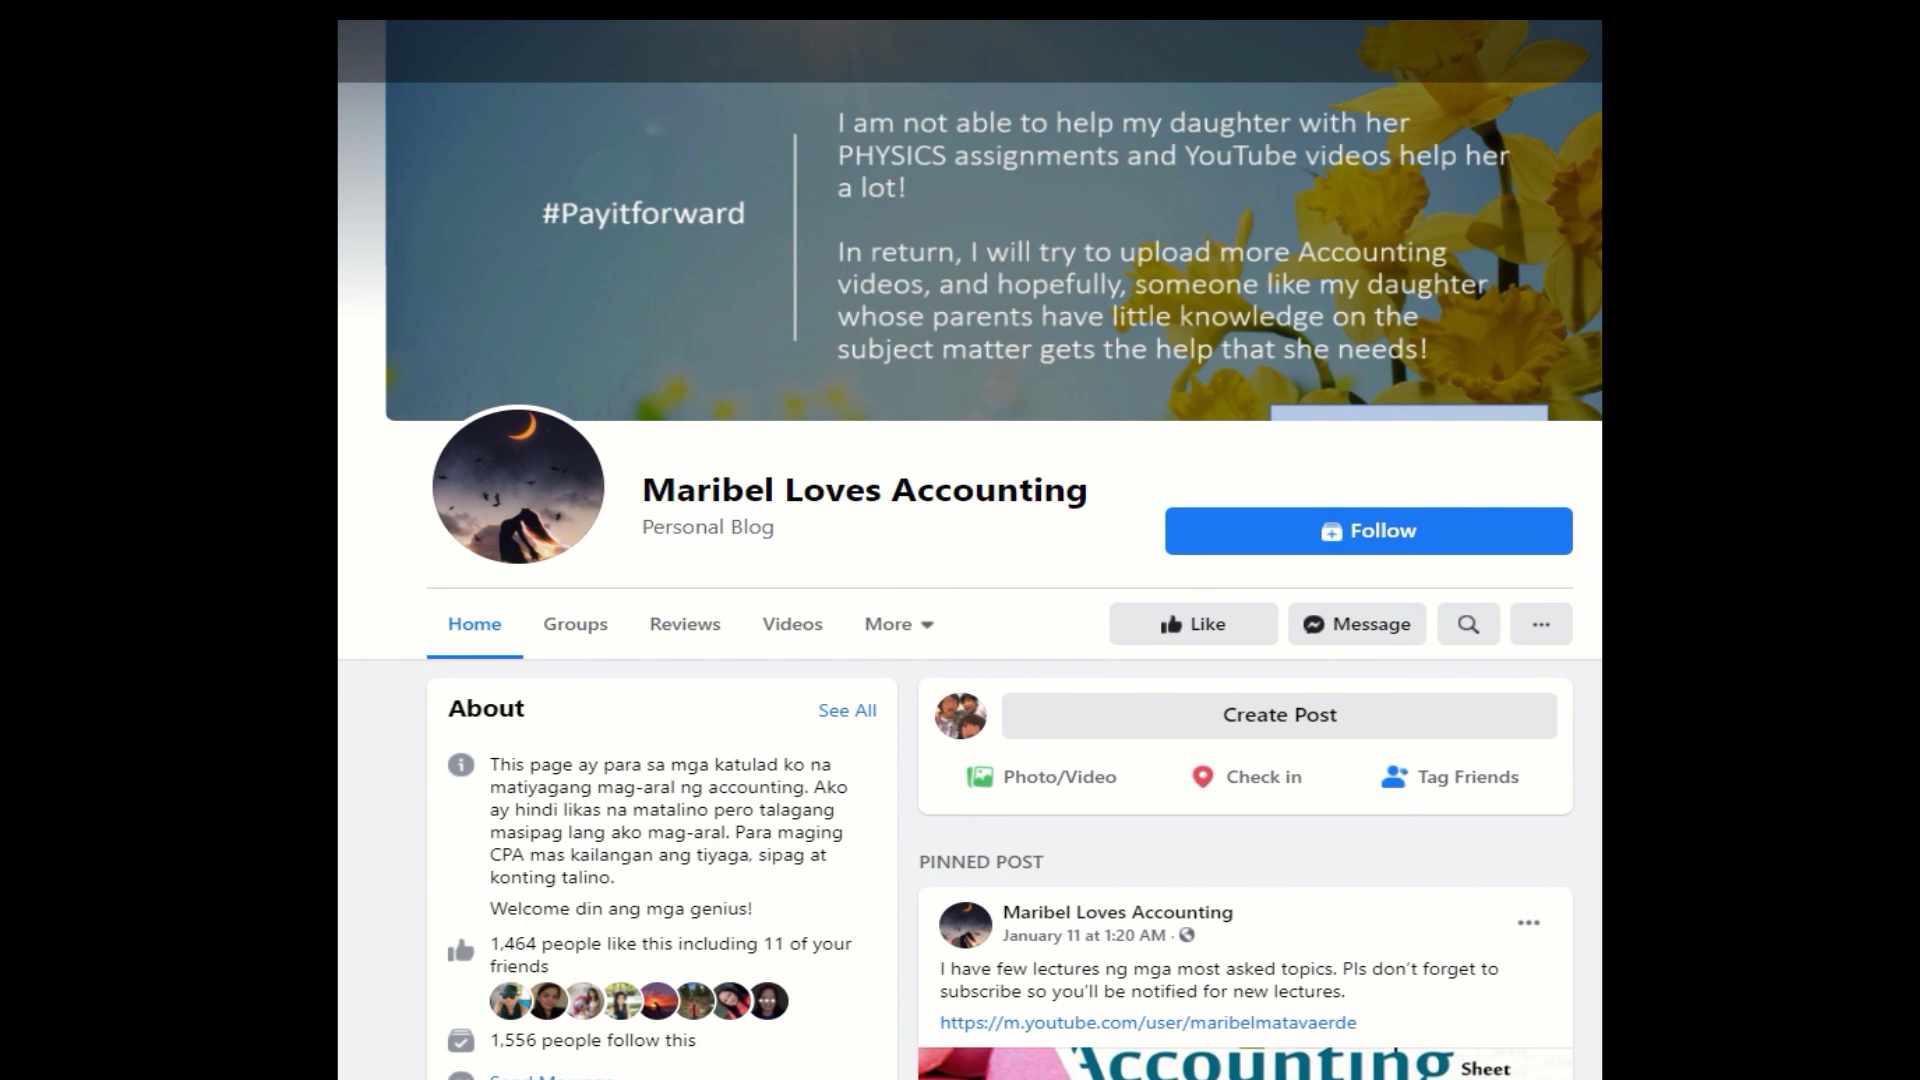 I am not able to help my daughter with her
PHYSICS assignments and YouTube videos help her
a lot!
#Payitforward
In return, I will try to upload more Accounting
videos, and hopefully, someone like my daughter
whose parents have little knowledge on the
subject matter gets the help that she needs!
Maribel Loves Accounting
Personal Blog
Follow
Home
Groups
Reviews
Videos
More
Like
Message
About
See All
This page ay para sa mga katulad ko na
matiyagang mag-aral ng accounting. Ako
ay hindi likas na matalino pero talagang
masipag lang ako mag-aral. Para maging
CPA mas kailangan ang tiyaga, sipag at
konting talino.
Welcome din ang mga genius!
1,464 people like this including 11 of your
friends
1,556 people follow this
Send Message
Create Post
Photo/Video
Check in
Tag Friends
PINNED POST
Maribel Loves Accounting
January 11 at 1:20 AM ·
I have few lectures ng mga most asked topics. Pls don't forget to
subscribe so you'll be notified for new lectures.
https://m.youtube.com/user/maribelmatavaerde
Accounting
Sheet